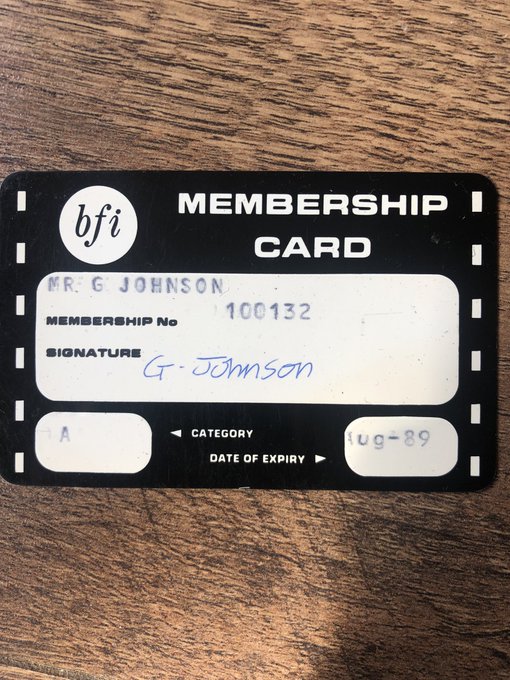 bfi
MEMBERSHIP
CARD
MR G JOHNSON
MEMBERSHIP No 100132
SIGNATURE G. Johnson
A
CATEGORY
DATE OF EXPIRY
Aug-89